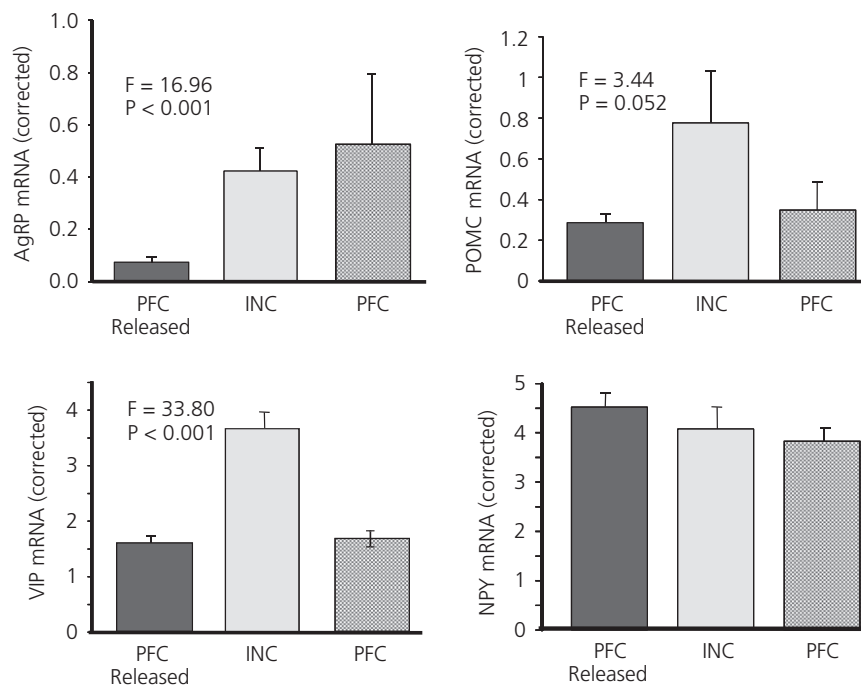 AgRP mRNA (corrected)
1.0
0.8
0.6
0.4
0.2
0.0
F = 16.96
P < 0.001
PFC
Released
INC
PFC
POMC mRNA (corrected)
1.2
1
0.8
0.6
0.4
0.2
0
F = 3.44
P = 0.052
PFC
Released
INC
PFC
VIP mRNA (corrected)
4
3
2
1
0
F = 33.80
P < 0.001
PFC
Released
INC
PFC
NPY mRNA (corrected)
5
4
3
2
1
0
PFC
Released
INC
PFC